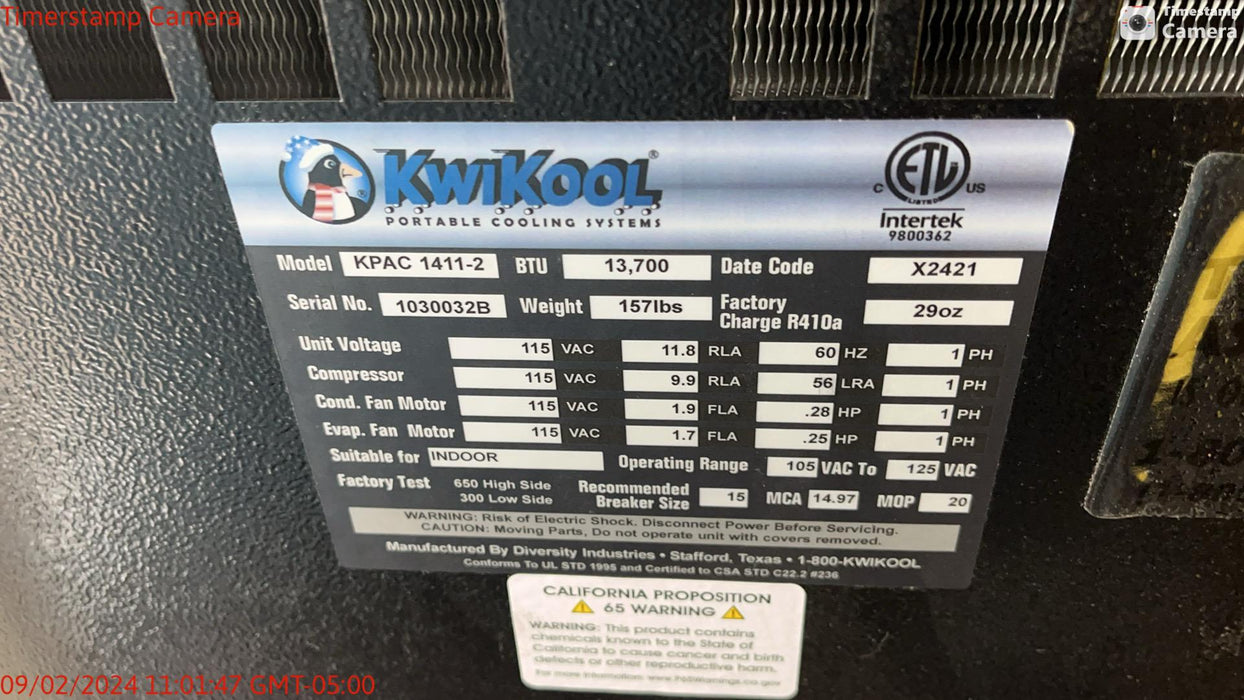 Timerstamp Camera
Timestamp
Camera
KWIKOOL®
PORTABLE COOLING SYSTEMS
ETL
C US
LISTED
Intertek
9800362
Model KPAC 1411-2 BTU 13,700 Date Code X2421
Serial No. 1030032B Weight 157lbs Factory Charge R410a 29oz
Unit Voltage 115 VAC 11.8 RLA 60 HZ 1 PH
Compressor 115 VAC 9.9 RLA 56 LRA 1 PH
Cond. Fan Motor 115 VAC 1.9 FLA .28 HP 1 PH
Evap. Fan Motor 115 VAC 1.7 FLA .25 HP 1 PH
Suitable for INDOOR Operating Range 105 VAC To 125 VAC
Factory Test 650 High Side
300 Low Side
Recommended Breaker Size 15 MCA 14.97 MOP 20
WARNING: Risk of Electric Shock. Disconnect Power Before Servicing.
CAUTION: Moving Parts, Do not operate unit with covers removed.
Manufactured By Diversity Industries • Stafford, Texas • 1-800-KWIKOOL
Conforms To UL STD 1995 and Certified to CSA STD C22.2 #236
CALIFORNIA PROPOSITION
65 WARNING
WARNING: This product contains
chemicals known to the State of
California to cause cancer and birth
defects or other reproductive harm.
For more information: www.P65Warnings.ca.gov
09/02/2024 11:01:47 GMT-05:00